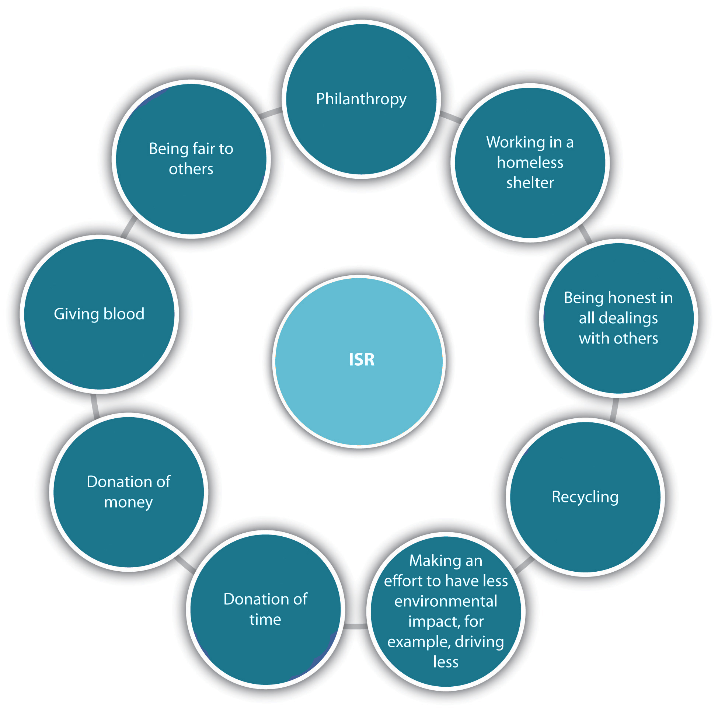 Philanthropy
Working in a
homeless
shelter
Being honest in
all dealings
with others
Recycling
Making an
effort to have less
environmental
impact, for
example, driving
less
Donation of
time
Donation of
money
Giving blood
Being fair to
others
ISR